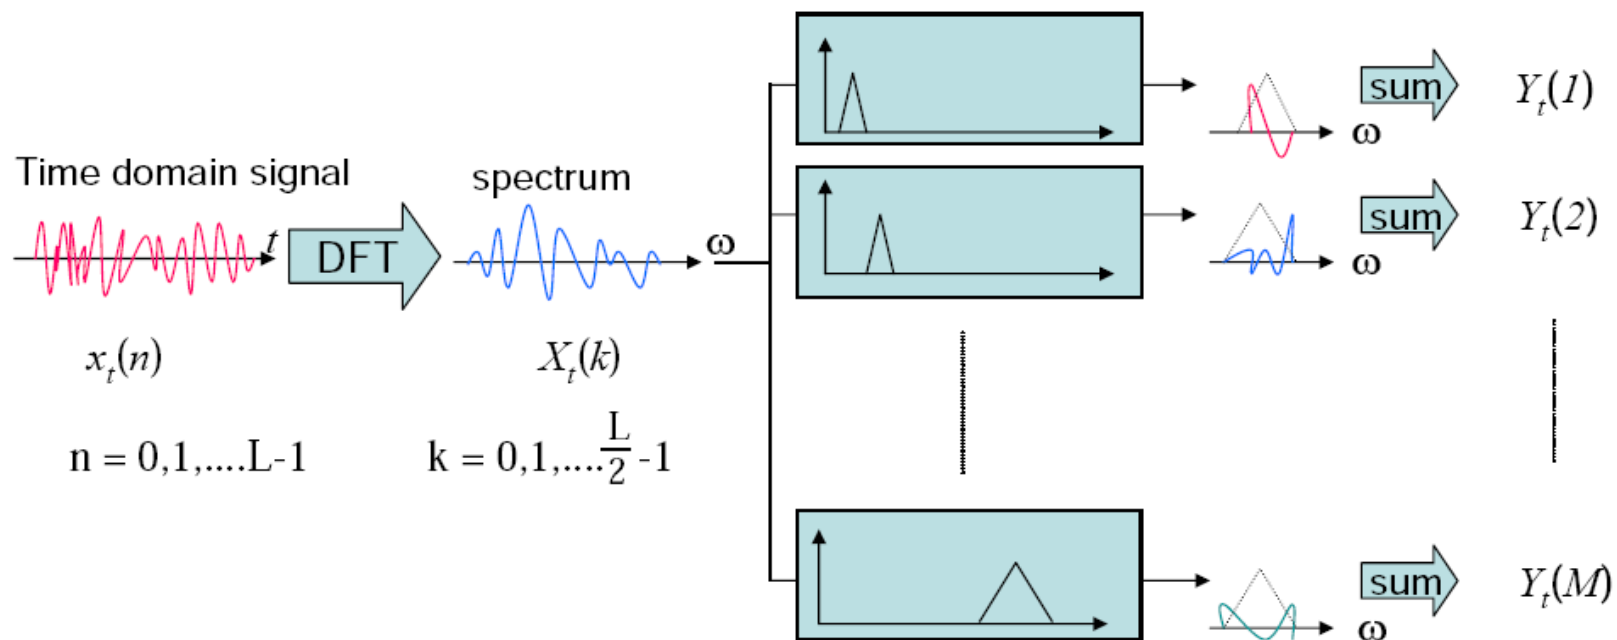 Time domain signal
t
DFT
x_t(n)
n = 0,1,....L-1
spectrum
ω
X_t(k)
k = 0,1,....L/2 -1
ω
sum
Y_t(1)
ω
sum
Y_t(2)
ω
sum
Y_t(M)